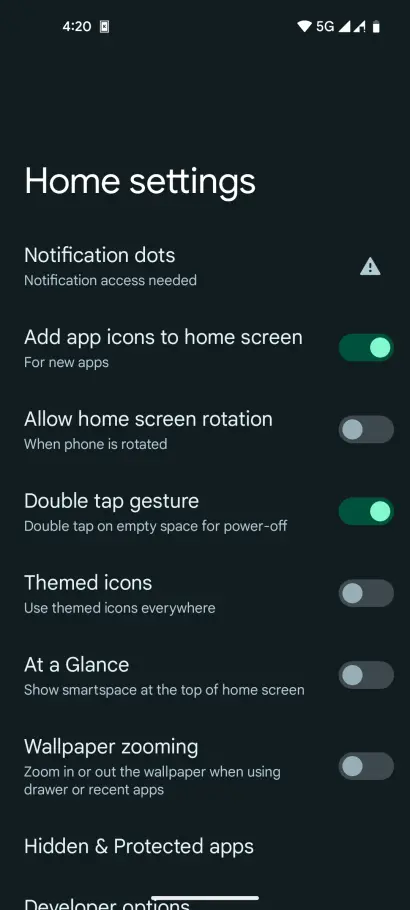 4:20
5G
Home settings
Notification dots
Notification access needed
Add app icons to home screen
For new apps
Allow home screen rotation
When phone is rotated
Double tap gesture
Double tap on empty space for power-off
Themed icons
Use themed icons everywhere
At a Glance
Show smartspace at the top of home screen
Wallpaper zooming
Zoom in or out the wallpaper when using
drawer or recent apps
Hidden & Protected apps
Developer options